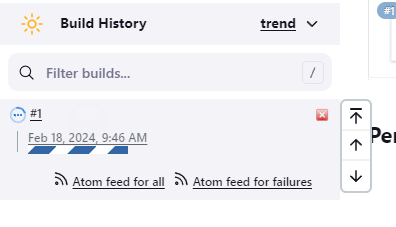 Build History
trend
Filter builds...
/
#1
Feb 18, 2024, 9:46 AM
Atom feed for all
Atom feed for failures
#1
Per